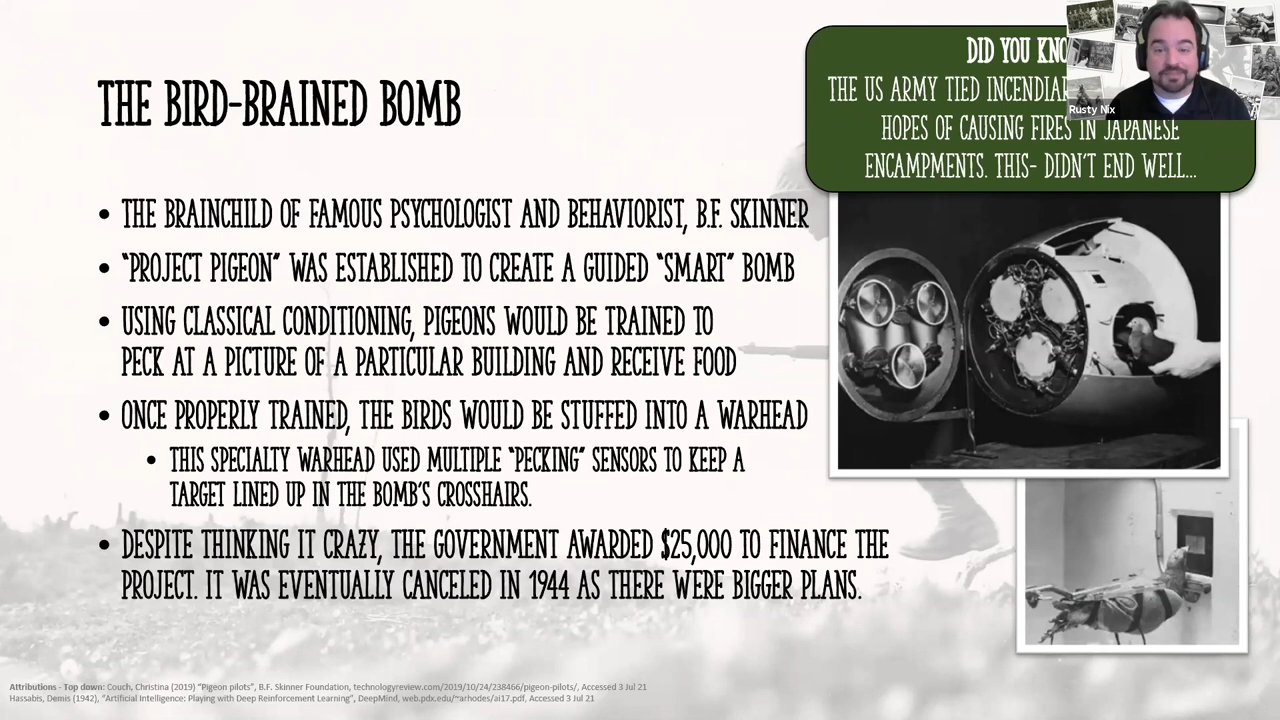 THE BIRD-BRAINED BOMB
DID YOU
THE US ARMY TIED
HOPES OF CAUSING FIRES IN JAPANESE
ENCAMPMENTS. THIS- DIDN'T END WELL...
Rusty Nix
• THE BRAINCHILD OF FAMOUS PSYCHOLOGIST AND BEHAVIORIST, B.F. SKINNER
• "PROJECT PIGEON" WAS ESTABLISHED TO CREATE A GUIDED "SMART" BOMB
• USING CLASSICAL CONDITIONING, PIGEONS WOULD BE TRAINED TO
PECK AT A PICTURE OF A PARTICULAR BUILDING AND RECEIVE FOOD
• ONCE PROPERLY TRAINED, THE BIRDS WOULD BE STUFFED INTO A WARHEAD
• THIS SPECIALTY WARHEAD USED MULTIPLE "PECKING" SENSORS TO KEEP A
TARGET LINED UP IN THE BOMB'S CROSSHAIRS.
• DESPITE THINKING IT CRAZY, THE GOVERNMENT AWARDED $25,000 TO FINANCE THE
PROJECT. IT WAS EVENTUALLY CANCELED IN 1944 AS THERE WERE BIGGER PLANS.
Attributions - Top down: Couch, Christina (2019) "Pigeon pilots", B.F. Skinner Foundation, technologyreview.com/2019/10/24/238466/pigeon-pilots/, Accessed 3 Jul 21
Hassabis, Demis (1942), "Artificial Intelligence: Playing with Deep Reinforcement Learning", DeepMind, web.pdx.edu/~arhodes/ai17.pdf, Accessed 3 Jul 21